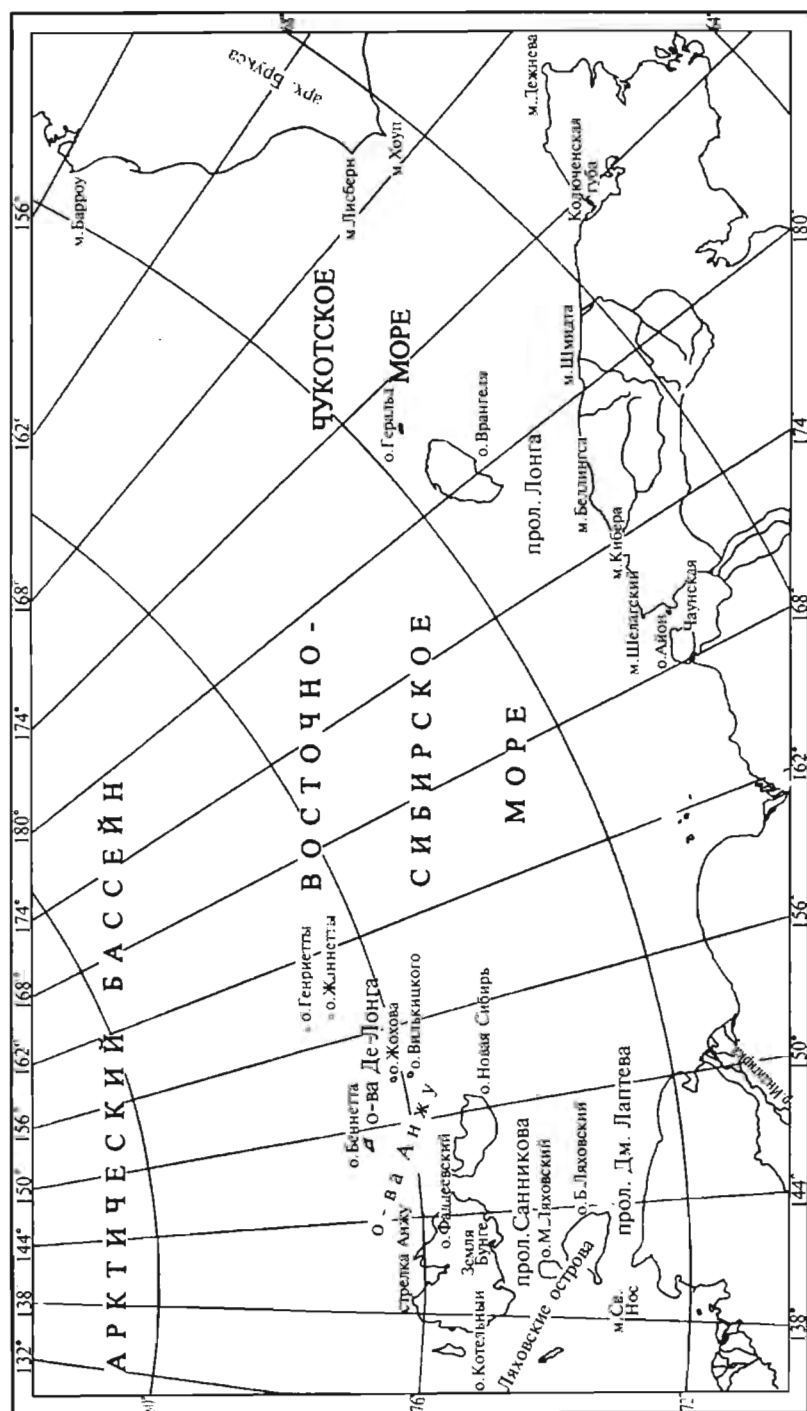 132°
138
144°
150°
156°
162°
168
174°
180°
174°
168
162°
156°
АРКТИЧЕСКИЙ БАССЕЙН
м.Барроу
арх. Брукса
м.Лисберн
м.Хоуп
ЧУКОТСКОЕ
МОРЕ
о.Геральд
о.Врангеля
прол. Лонга
ВОСТОЧНО-
СИБИРСКОЕ
МОРЕ
о.Генриетты
о.Жаннетты
о.Беннетта
о-ва Де-Лонга
о.Жохова
о.Вилькицкого
о-ва Анжу
стрелка Анжу
о.Фаддеевский
о.Новая Сибирь
Земля
Бунге
о.Котельный
прол.Санникова
о.М.Ляховский
о.Б.Ляховский
Ляховские острова
прол. Дм. Лаптева
м.Св.
Нос
р.Индигирка
м.Шелагский
о.Айон
Чаунская
м.Кибера
м.Беллингса
м.Шмидта
Колюченская
губа
м.Дежнева
76
72
64
138°
144°
150°
156°
162°
168°
174°
180°